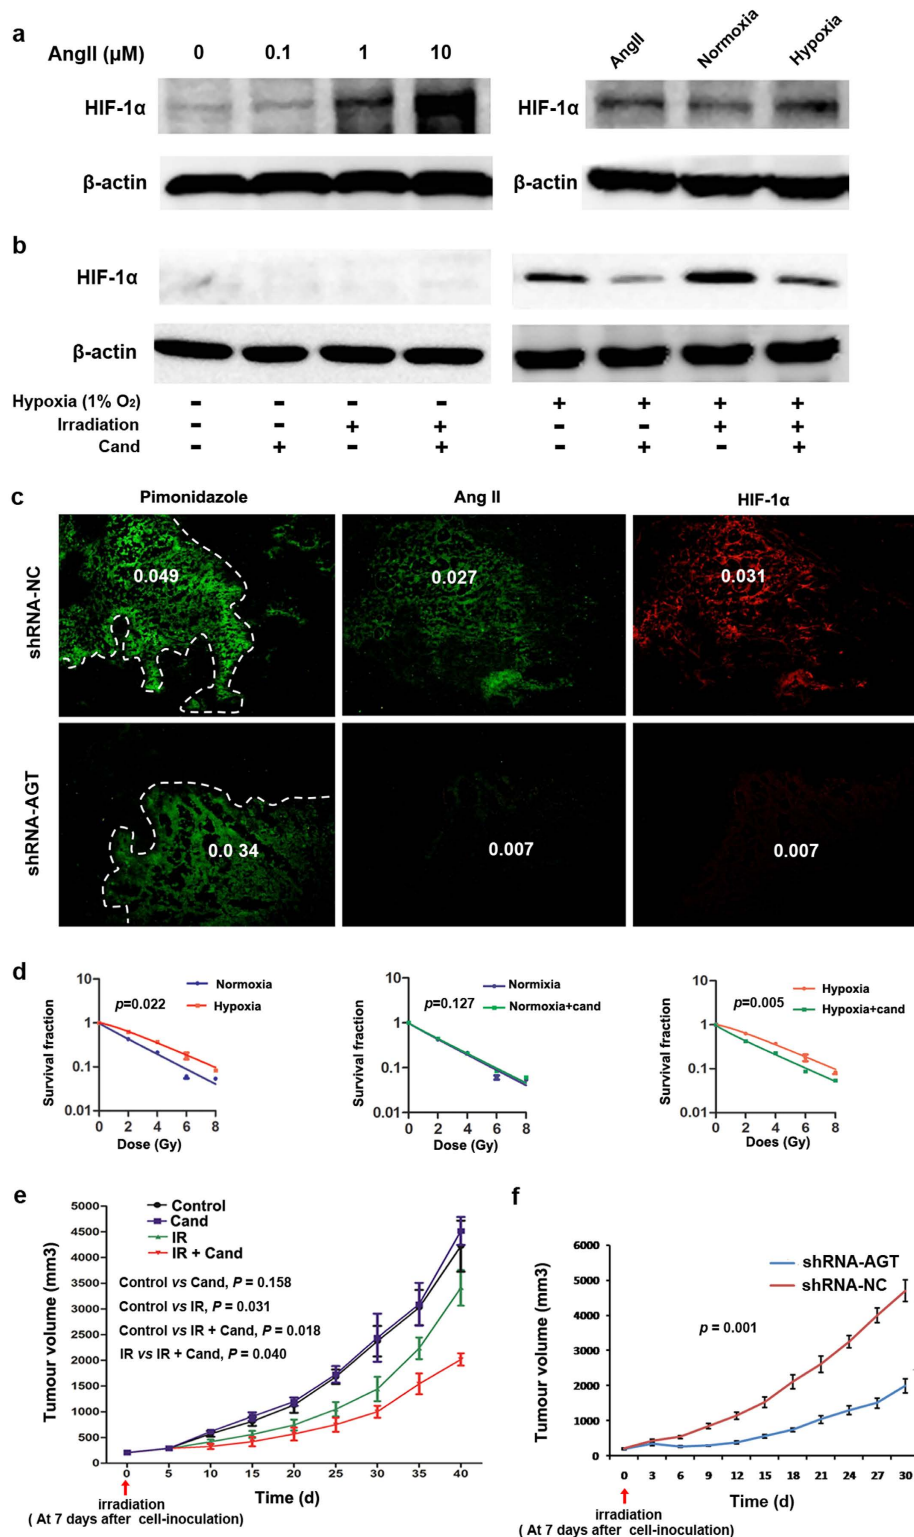 a
AngII (μM) 0 0.1 1 10 AngII Normoxia Hypoxia
HIF-1α HIF-1α
β-actin β-actin
b
HIF-1α
β-actin
Hypoxia (1% O2) - - - - + + + +
Irradiation - - + + - - + +
Cand - + - + - + - +
c
Pimonidazole Ang II HIF-1α
shRNA-NC
0.049 0.027 0.031
shRNA-AGT
0.0 34 0.007 0.007
d
Survival fraction
10
1
0.1
0.01
0 2 4 6 8
Dose (Gy)
p=0.022
Normoxia
Hypoxia
Survival fraction
10
1
0.1
0.01
0 2 4 6 8
Dose (Gy)
p=0.127
Normixia
Normoxia+cand
Survival fraction
10
1
0.1
0.01
0 2 4 6 8
Does (Gy)
p=0.005
Hypoxia
Hypoxia+cand
e
Tumour volume (mm3)
5000
4500
4000
3500
3000
2500
2000
1500
1000
500
0
Control
Cand
IR
IR + Cand
Control vs Cand, P = 0.158
Control vs IR, P = 0.031
Control vs IR + Cand, P = 0.018
IR vs IR + Cand, P = 0.040
0 5 10 15 20 25 30 35 40
Time (d)
irradiation
( At 7 days after cell-inoculation)
f
Tumour volume (mm3)
6000
5000
4000
3000
2000
1000
0
shRNA-AGT
shRNA-NC
p = 0.001
0 3 6 9 12 15 18 21 24 27 30
Time (d)
irradiation
( At 7 days after cell-inoculation)